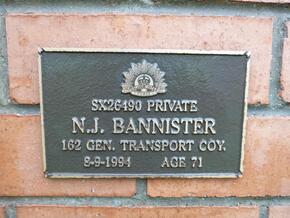 SX26490 PRIVATE
N.J. BANNISTER
162 GEN. TRANSPORT COY.
8-9-1994 AGE 71